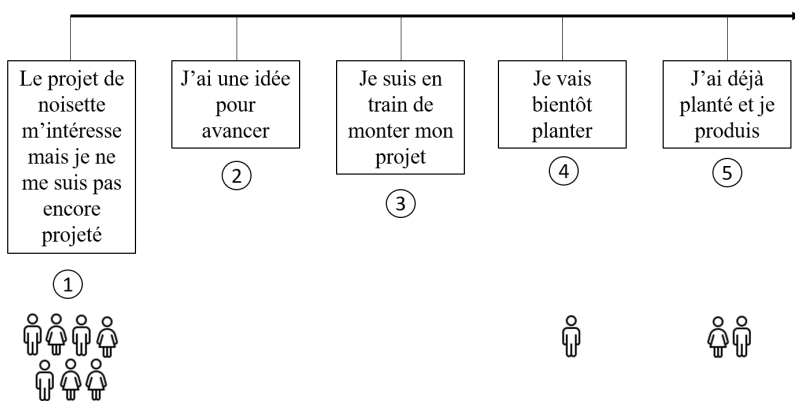 Le projet de
noisette
m’intéresse
mais je ne
me suis pas
encore
projeté
1
J’ai une idée
pour
avancer
2
Je suis en
train de
monter mon
projet
3
Je vais
bientôt
planter
4
J’ai déjà
planté et je
produis
5